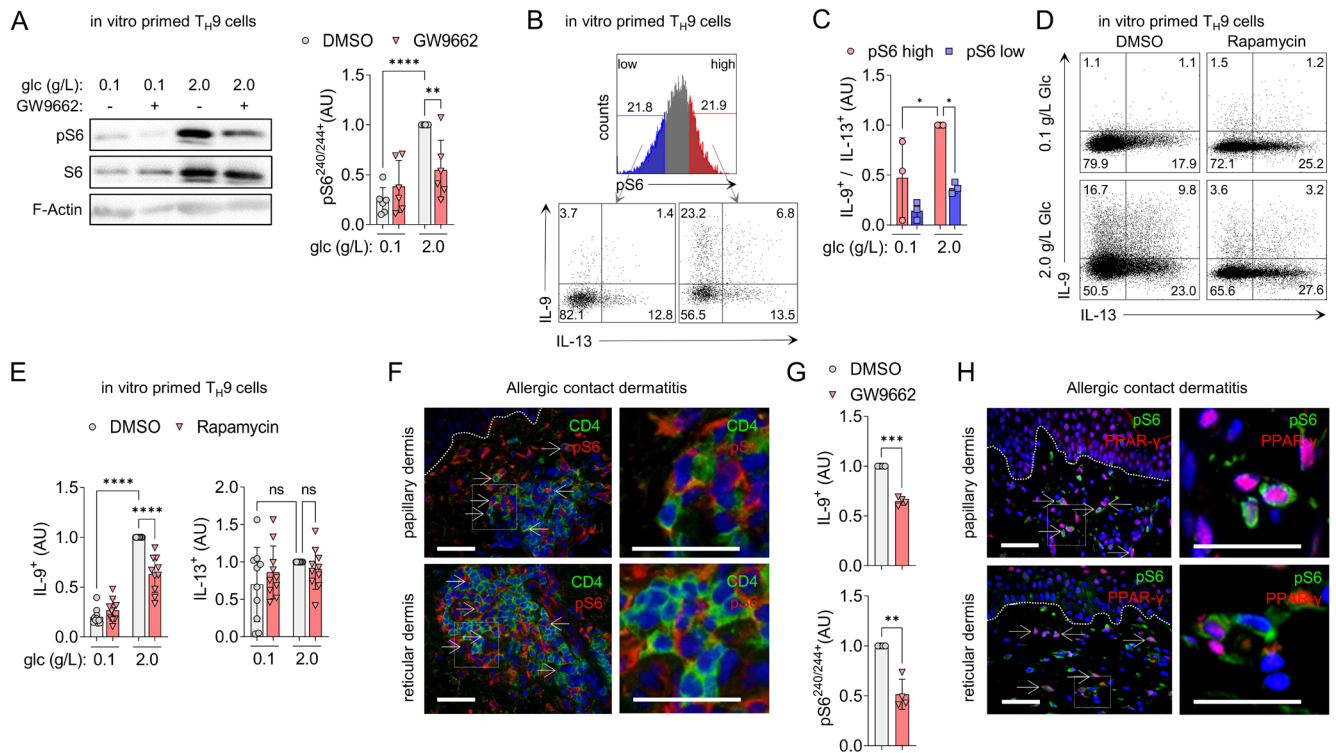 A
in vitro primed TH9 cells
glc (g/L): 0.1 0.1 2.0 2.0
GW9662: - + - +
pS6
S6
F-Actin
DMSO GW9662
pS6240/244+(AU)
1.5
1.0
0.5
0.0
**** **
glc (g/L): 0.1 2.0
B
in vitro primed TH9 cells
low high
21.8 21.9
counts
pS6
3.7 1.4
82.1 12.8
23.2 6.8
56.5 13.5
IL-9
IL-13
C
pS6 high pS6 low
IL-9+ / IL-13+ (AU)
1.5
1.0
0.5
0.0
* *
glc (g/L): 0.1 2.0
D
in vitro primed TH9 cells
DMSO Rapamycin
0.1 g/L Glc
1.1 1.1
79.9 17.9
1.5 1.2
72.1 25.2
2.0 g/L Glc
16.7 9.8
50.5 23.0
3.6 3.2
65.6 27.6
IL-9
IL-13
E
in vitro primed TH9 cells
DMSO Rapamycin
IL-9+ (AU)
1.5
1.0
0.5
0.0
****
****
glc (g/L): 0.1 2.0
IL-13+ (AU)
2.0
1.5
1.0
0.5
0.0
ns ns
0.1 2.0
F
Allergic contact dermatitis
papillary dermis
CD4
pS6
CD4
pS6
reticular dermis
CD4
pS6
CD4
pS6
G
DMSO
GW9662
IL-9+ (AU)
1.5
1.0
0.5
0.0
***
pS6240/244+(AU)
1.5
1.0
0.5
0.0
**
H
Allergic contact dermatitis
papillary dermis
pS6
PPAR-γ
pS6
PPAR-γ
reticular dermis
pS6
PPAR-γ
pS6
PPAR-γ